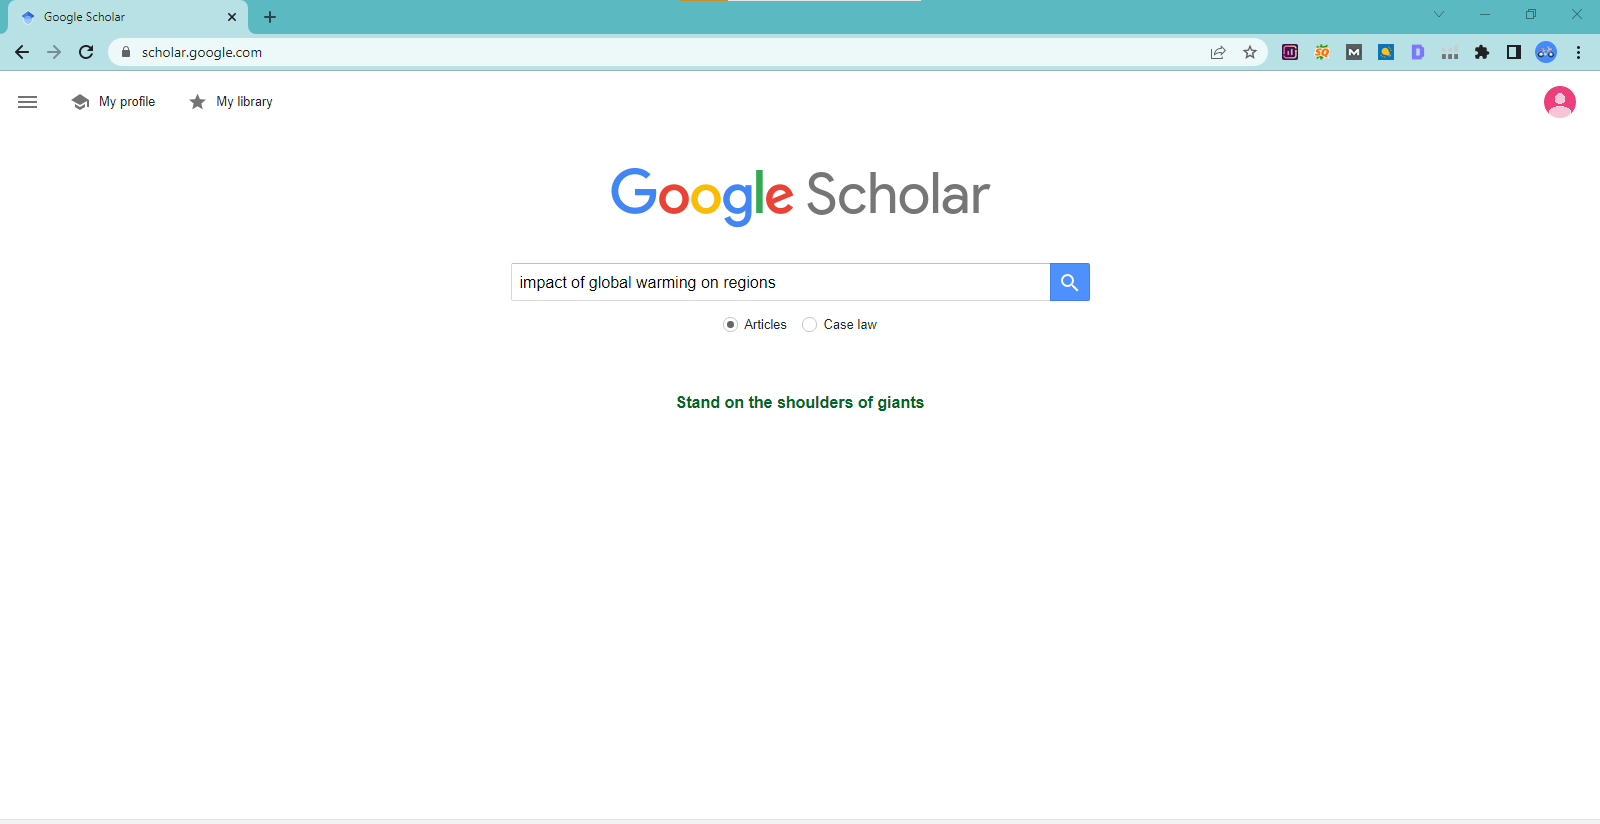 Google Scholar
scholar.google.com
SQ
M
D
My profile
My library
Google Scholar
impact of global warming on regions
Articles
Case law
Stand on the shoulders of giants